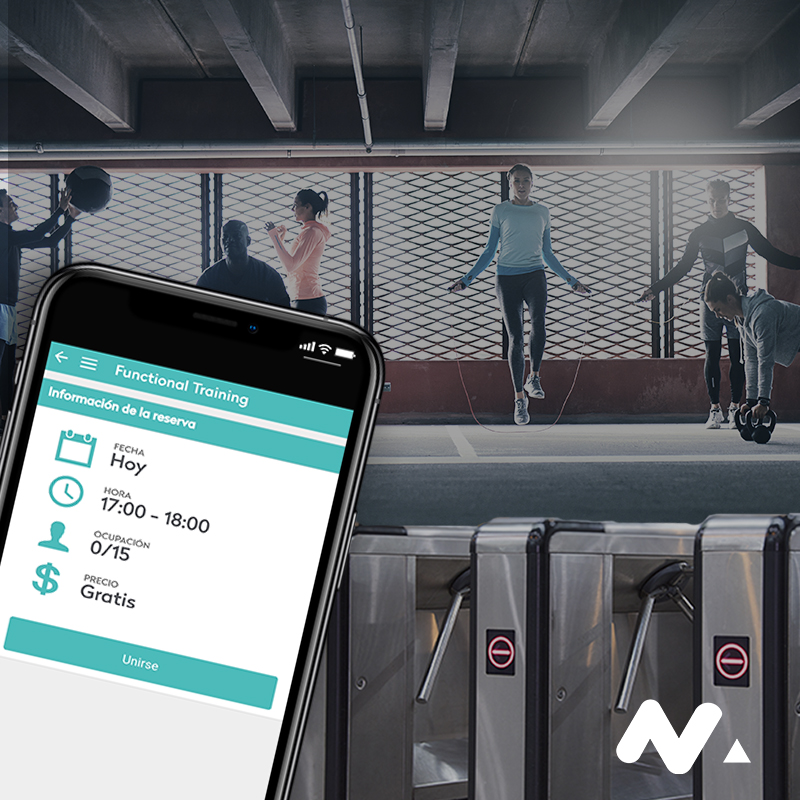 Functional Training
Información de la reserva
FECHA
Hoy
HORA
17:00 - 18:00
OCUPACIÓN
0/15
PRECIO
Gratis
Unirse